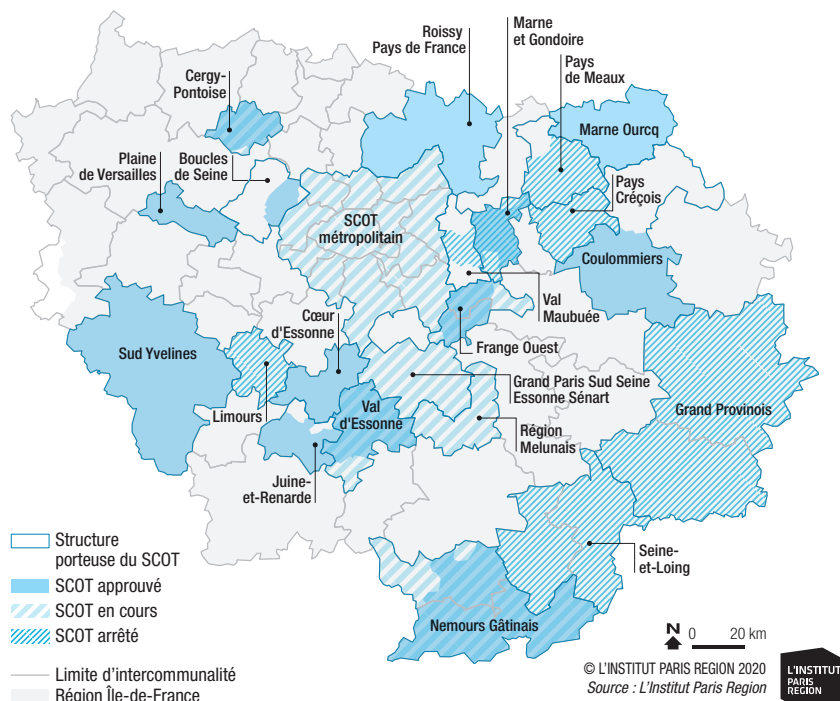 Roissy
Pays de France
Marne
et Gondoire
Pays
de Meaux
Cergy-
Pontoise
Marne Ourcq
Plaine
de Versailles
Boucles
de Seine
Pays
Créçois
SCOT
métropolitain
Coulommiers
Val
Maubuée
Cœur
d'Essonne
Sud Yvelines
Frange Ouest
Grand Paris Sud Seine
Essonne Sénart
Limours
Val
d'Essonne
Grand Provinois
Région
Melunais
Juine-
et-Renarde
Seine-
et-Loing
Nemours Gâtinais
Structure
porteuse du SCOT
SCOT approuvé
SCOT en cours
SCOT arrêté
Limite d'intercommunalité
Région Île-de-France
N
0 20 km
© L'INSTITUT PARIS REGION 2020
Source : L'Institut Paris Region
L'INSTITUT
PARIS
REGION